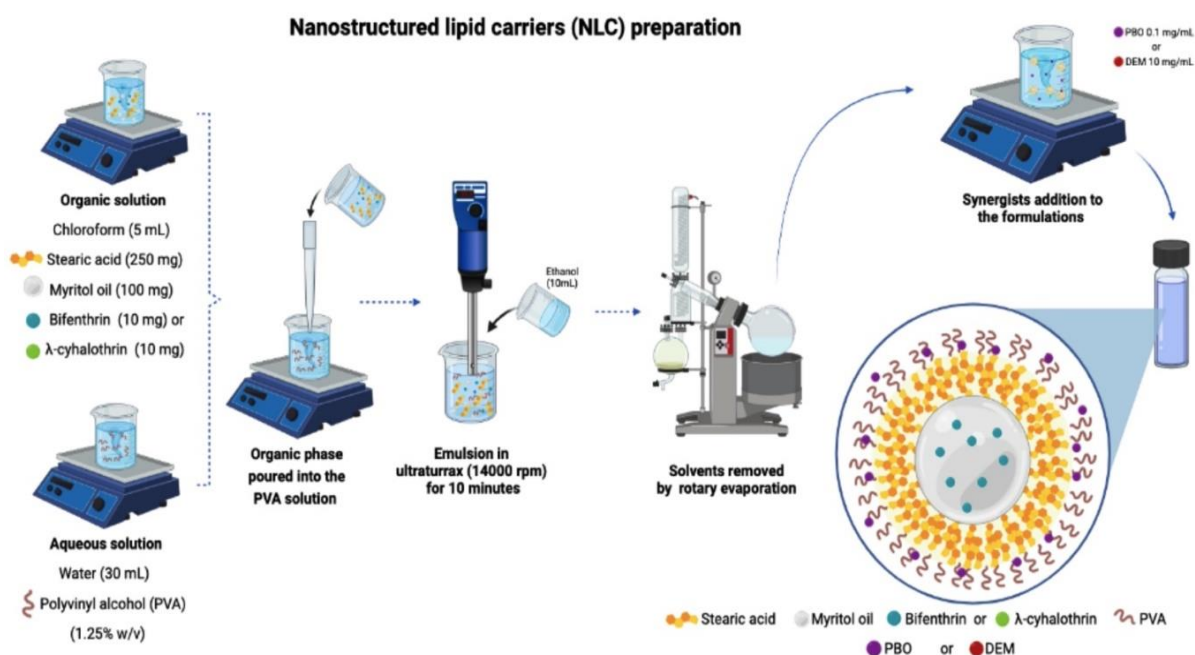 Nanostructured lipid carriers (NLC) preparation
Organic solution
Chloroform (5 mL)
Stearic acid (250 mg)
Myritol oil (100 mg)
Bifenthrin (10 mg) or
λ-cyhalothrin (10 mg)
Aqueous solution
Water (30 mL)
Polyvinyl alcohol (PVA)
(1.25% w/v)
Organic phase
poured into the
PVA solution
Ethanol
(10mL)
Emulsion in
ultraturrax (14000 rpm)
for 10 minutes
Solvents removed
by rotary evaporation
PBO 0.1 mg/mL
or
DEM 10 mg/mL
Synergists addition to
the formulations
Stearic acid Myritol oil Bifenthrin or λ-cyhalothrin PVA
PBO or DEM